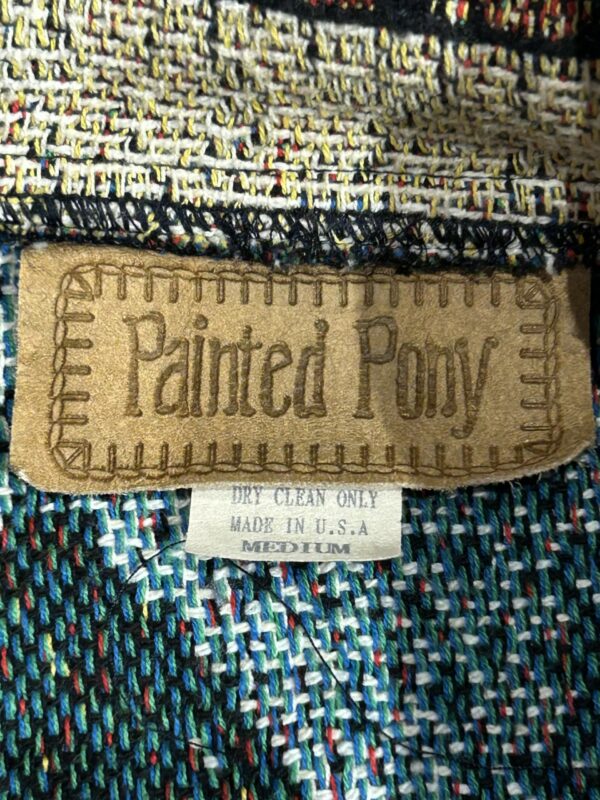 Painted Pony
DRY CLEAN ONLY
MADE IN U.S.A
MEDIUM